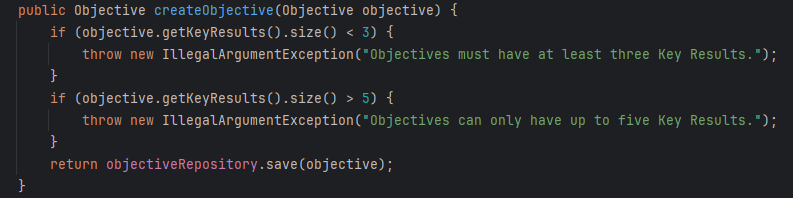 public Objective createObjective(Objective objective) {
if (objective.getKeyResults().size() < 3) {
throw new IllegalArgumentException("Objectives must have at least three Key Results.");
}
if (objective.getKeyResults().size() > 5) {
throw new IllegalArgumentException("Objectives can only have up to five Key Results.");
}
return objectiveRepository.save(objective);
}